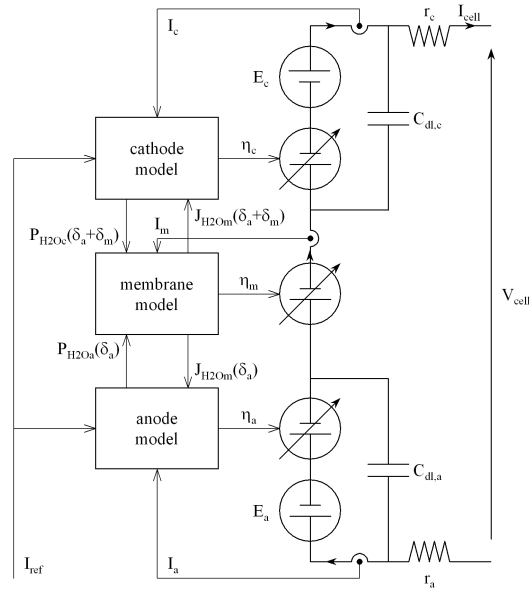 r_c I_cell
I_c
E_c
C_dl,c
cathode
model
η_c
P_H2Oc(δ_a+δ_m) I_m J_H2Om(δ_a+δ_m)
membrane
model
η_m
V_cell
P_H2Oa(δ_a) J_H2Om(δ_a)
anode
model
η_a
C_dl,a
E_a
I_ref I_a r_a